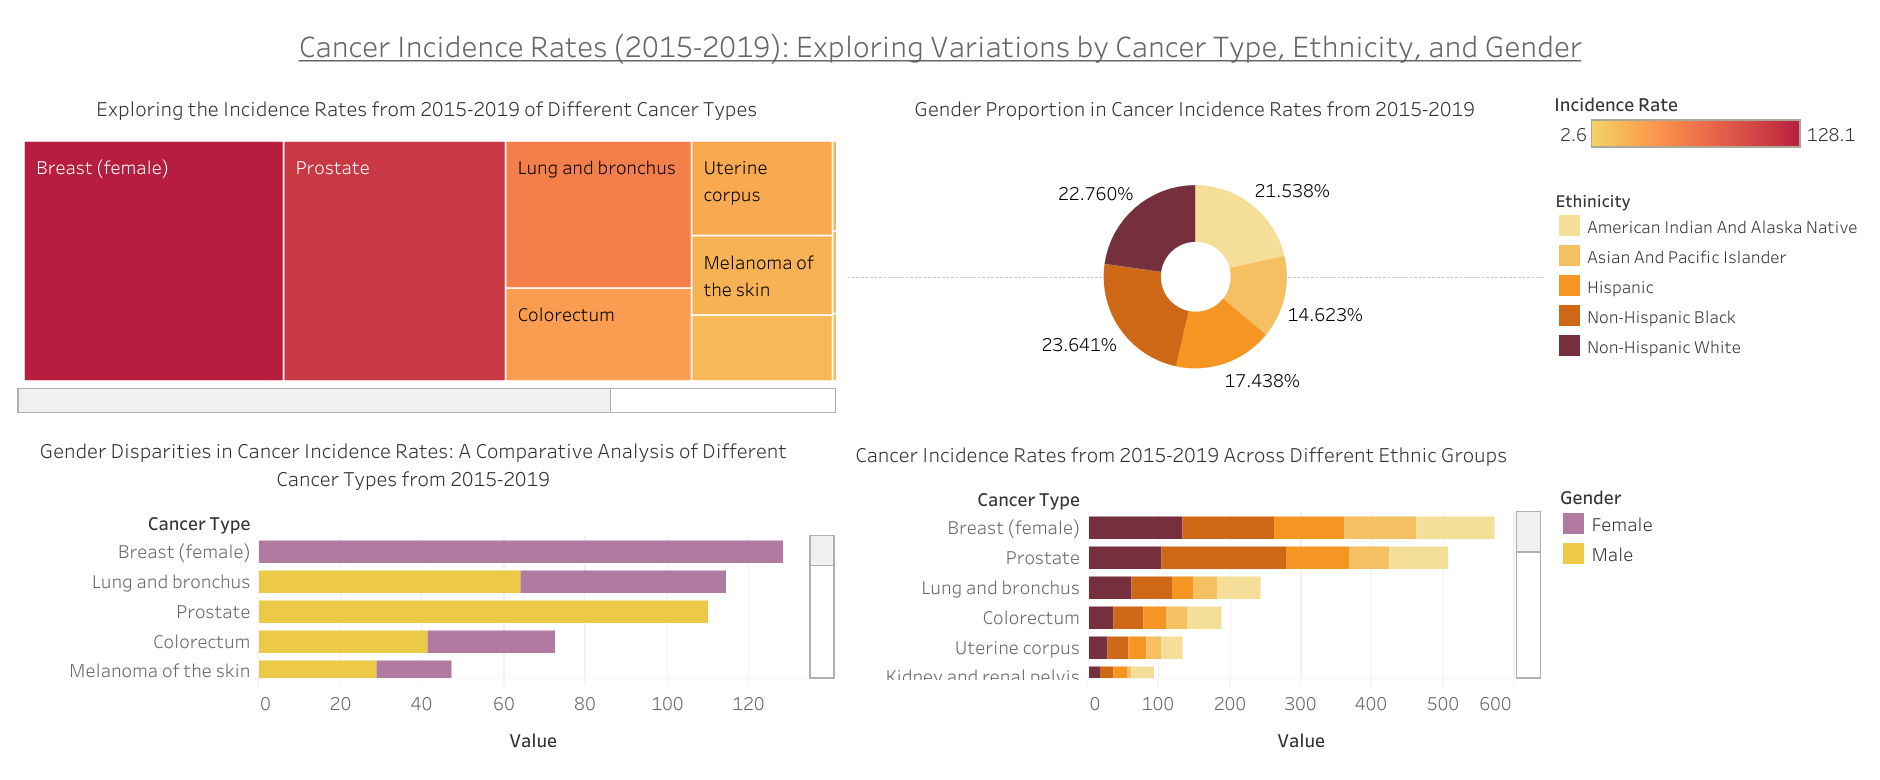 Cancer Incidence Rates (2015-2019): Exploring Variations by Cancer Type, Ethnicity, and Gender
Exploring the Incidence Rates from 2015-2019 of Different Cancer Types
Breast (female)
Prostate
Lung and bronchus
Colorectum
Uterine
corpus
Melanoma of
the skin
Gender Proportion in Cancer Incidence Rates from 2015-2019
22.760%
21.538%
14.623%
23.641%
17.438%
Incidence Rate
2.6
128.1
Ethinicity
American Indian And Alaska Native
Asian And Pacific Islander
Hispanic
Non-Hispanic Black
Non-Hispanic White
Gender Disparities in Cancer Incidence Rates: A Comparative Analysis of Different
Cancer Types from 2015-2019
Cancer Type
Breast (female)
Lung and bronchus
Prostate
Colorectum
Melanoma of the skin
0 20 40 60 80 100 120
Value
Cancer Incidence Rates from 2015-2019 Across Different Ethnic Groups
Cancer Type
Breast (female)
Prostate
Lung and bronchus
Colorectum
Uterine corpus
Kidney and renal pelvis
0 100 200 300 400 500 600
Value
Gender
Female
Male